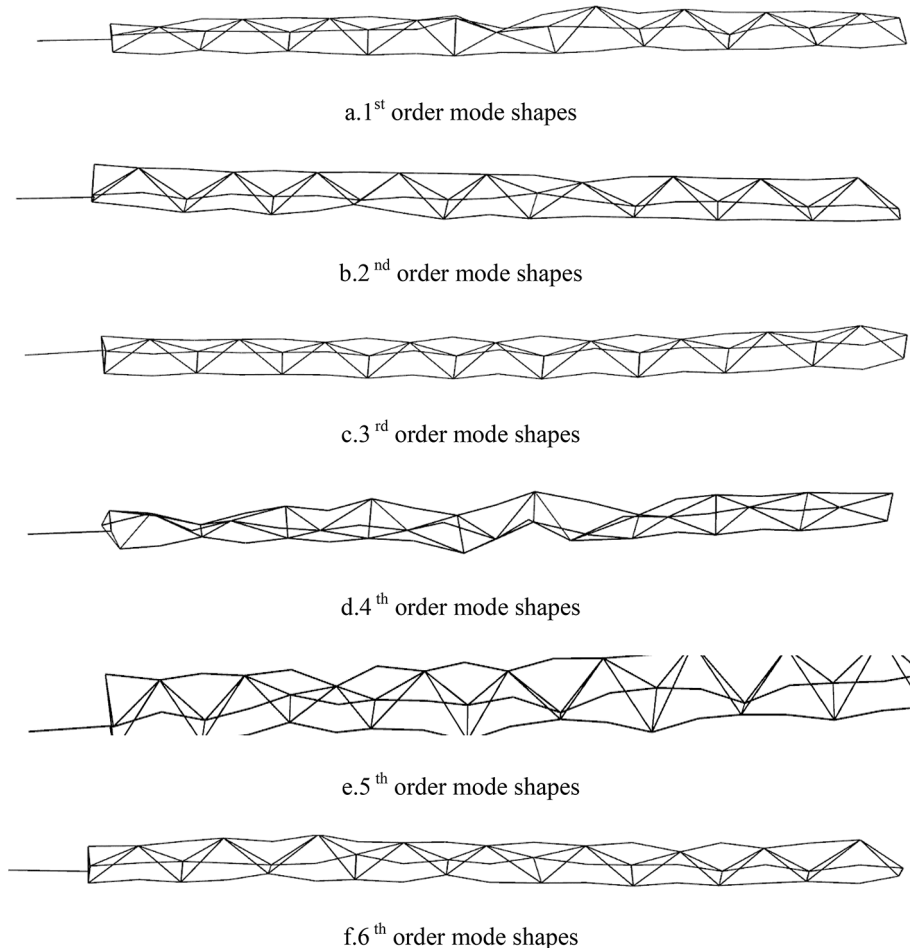 a.1st order mode shapes
b.2nd order mode shapes
c.3rd order mode shapes
d.4th order mode shapes
e.5th order mode shapes
f.6th order mode shapes